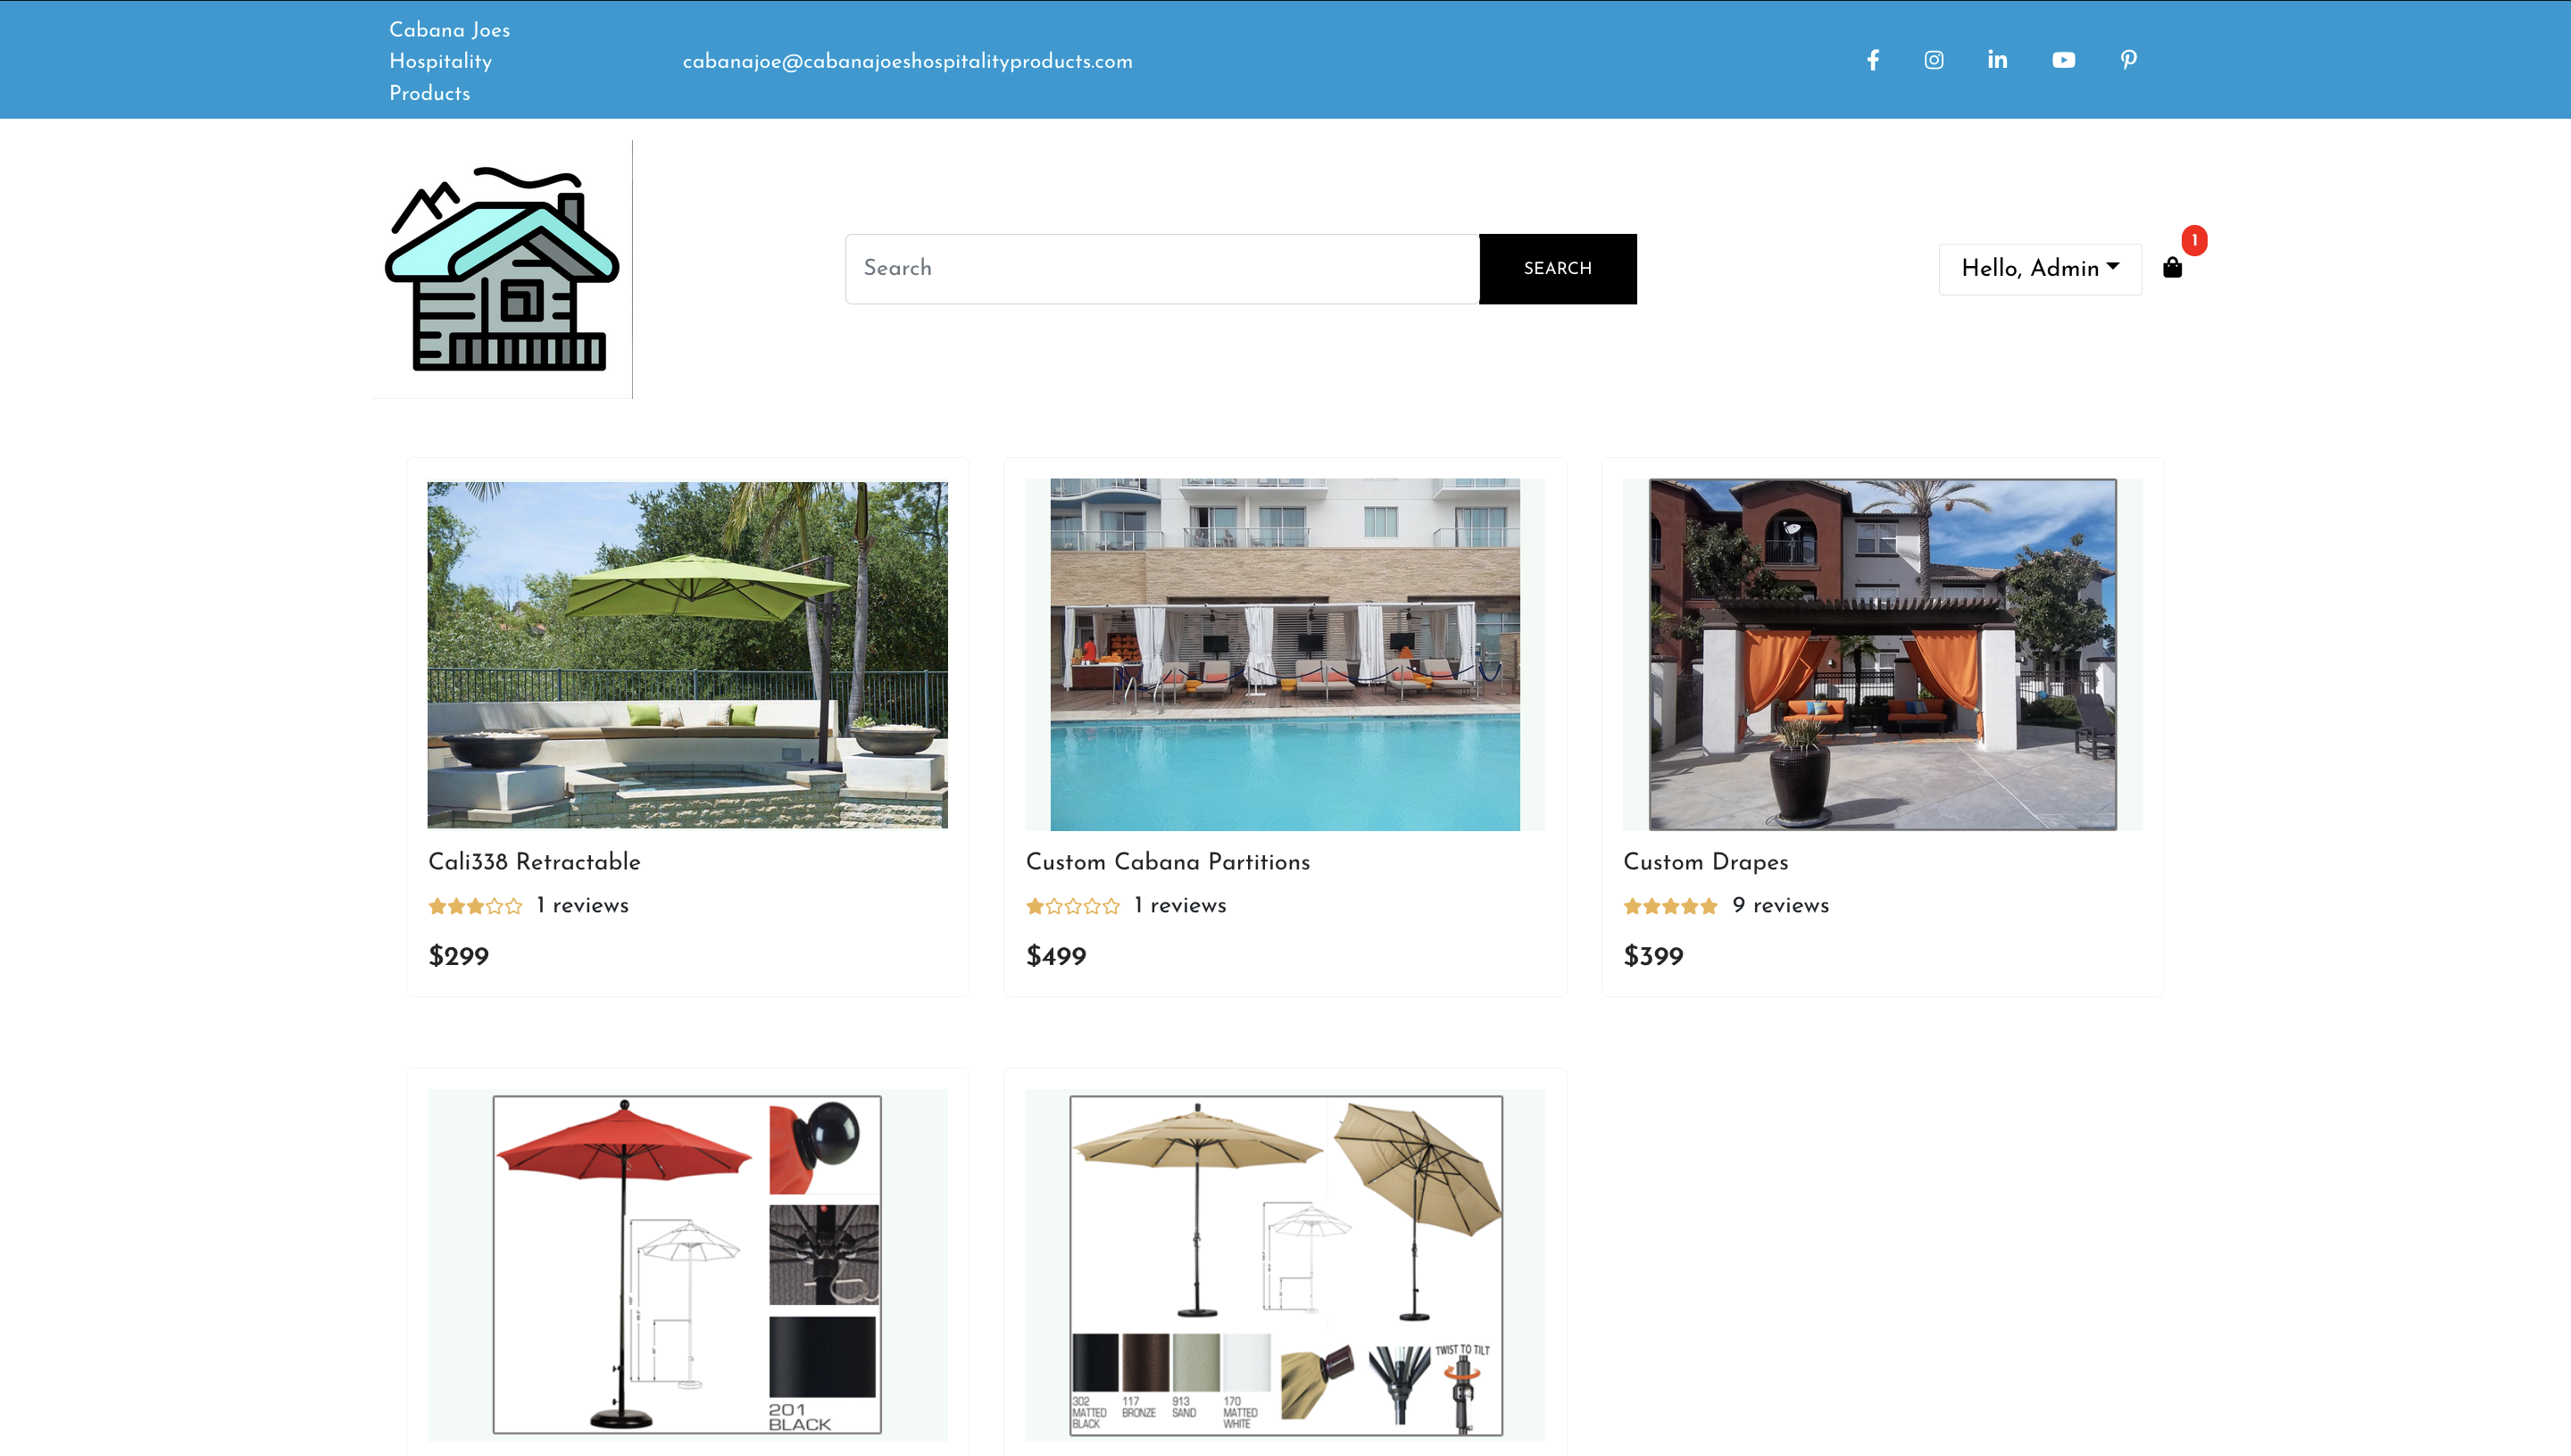 Cabana Joes
Hospitality
Products
cabanajoe@cabanajoeshospitalityproducts.com
Search
SEARCH
Hello, Admin
1
Cali338 Retractable
1 reviews
$299
Custom Cabana Partitions
1 reviews
$499
Custom Drapes
9 reviews
$399
201
BLACK
TWIST TO TILT
302
MATTED
BLACK
117
BRONZE
913
SAND
170
MATTED
WHITE